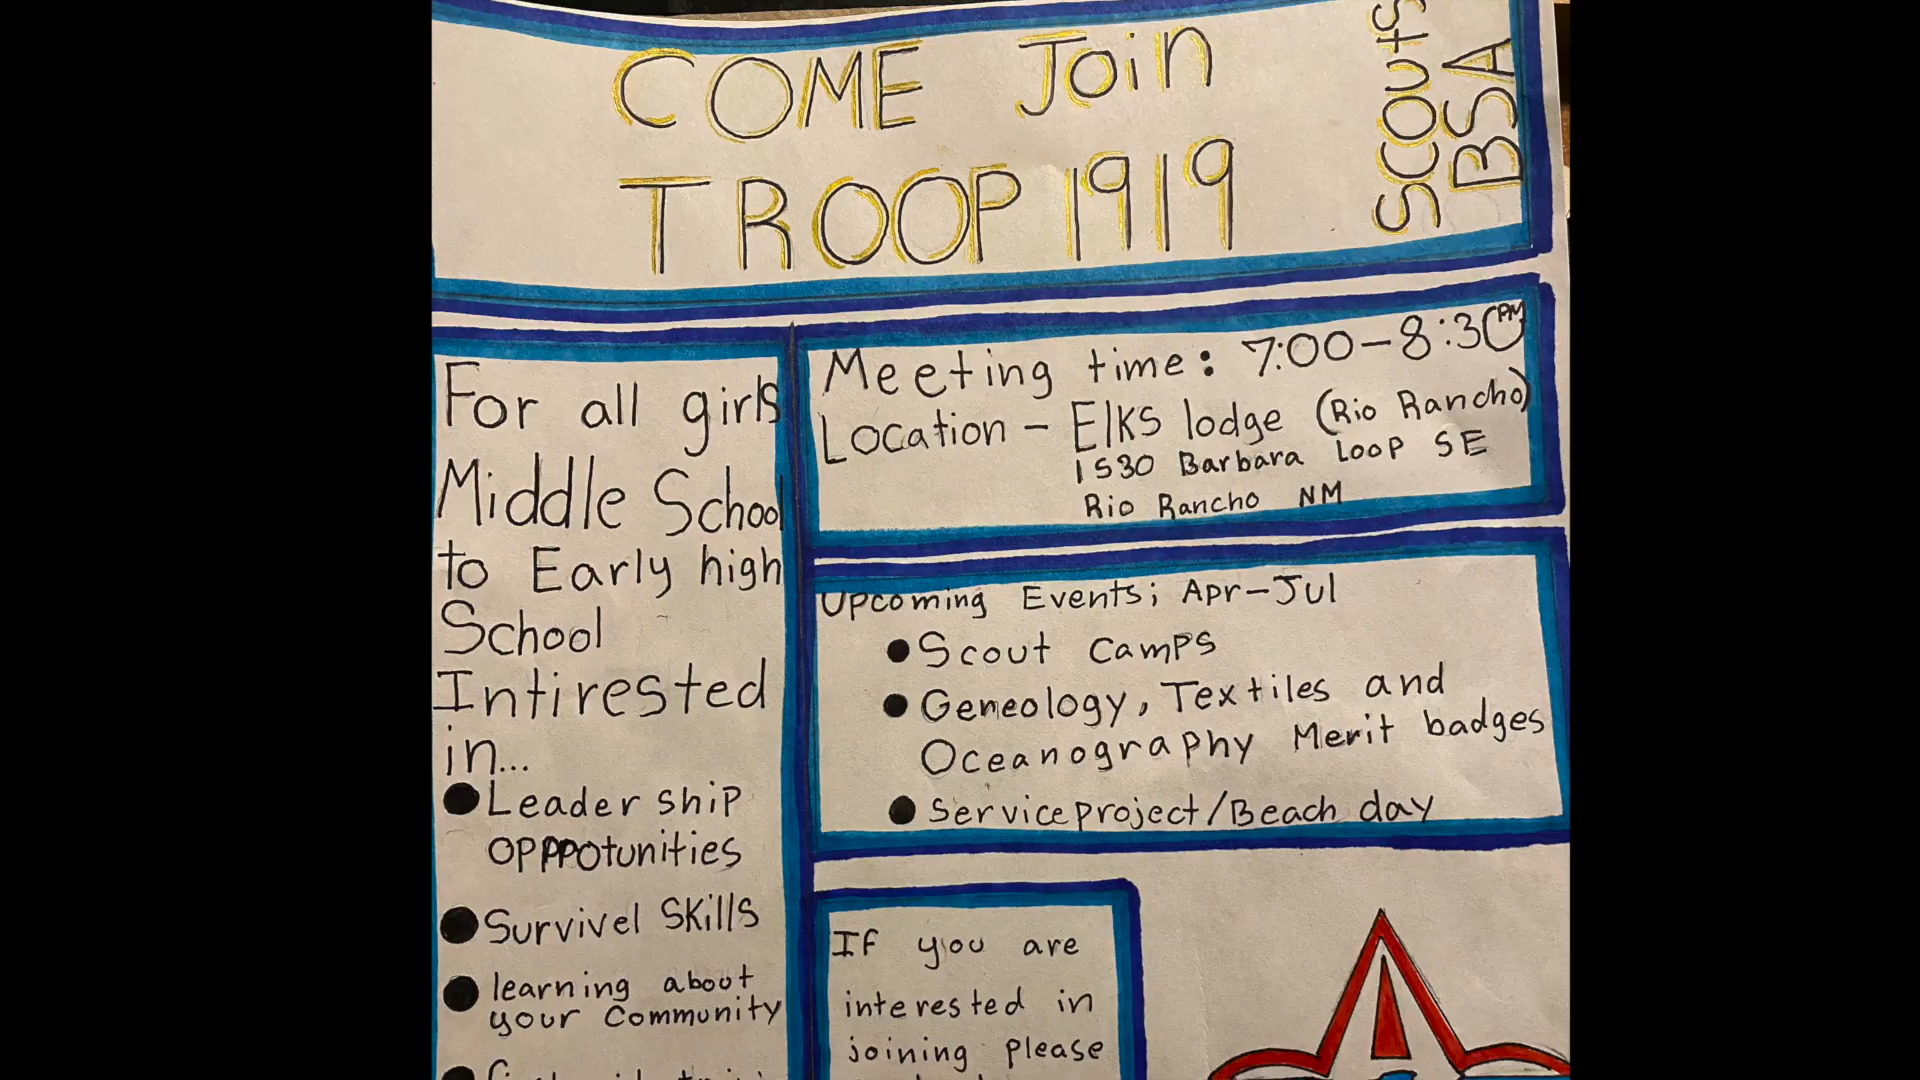 COME Join
TROOP 1919
Scouts
BSA
For all girls
Middle School
to Early high
School
Intirested
in...
Leader ship
oppportunities
Survivel Skills
learning about
your Community
Meeting time: 7:00-8:30 PM
Location - Elks lodge (Rio Rancho)
1530 Barbara Loop SE
Rio Rancho NM
Upcoming Events; Apr-Jul
Scout Camps
Geneology, Textiles and
Oceanography Merit badges
Service project/Beach day
If you are
interested in
joining please